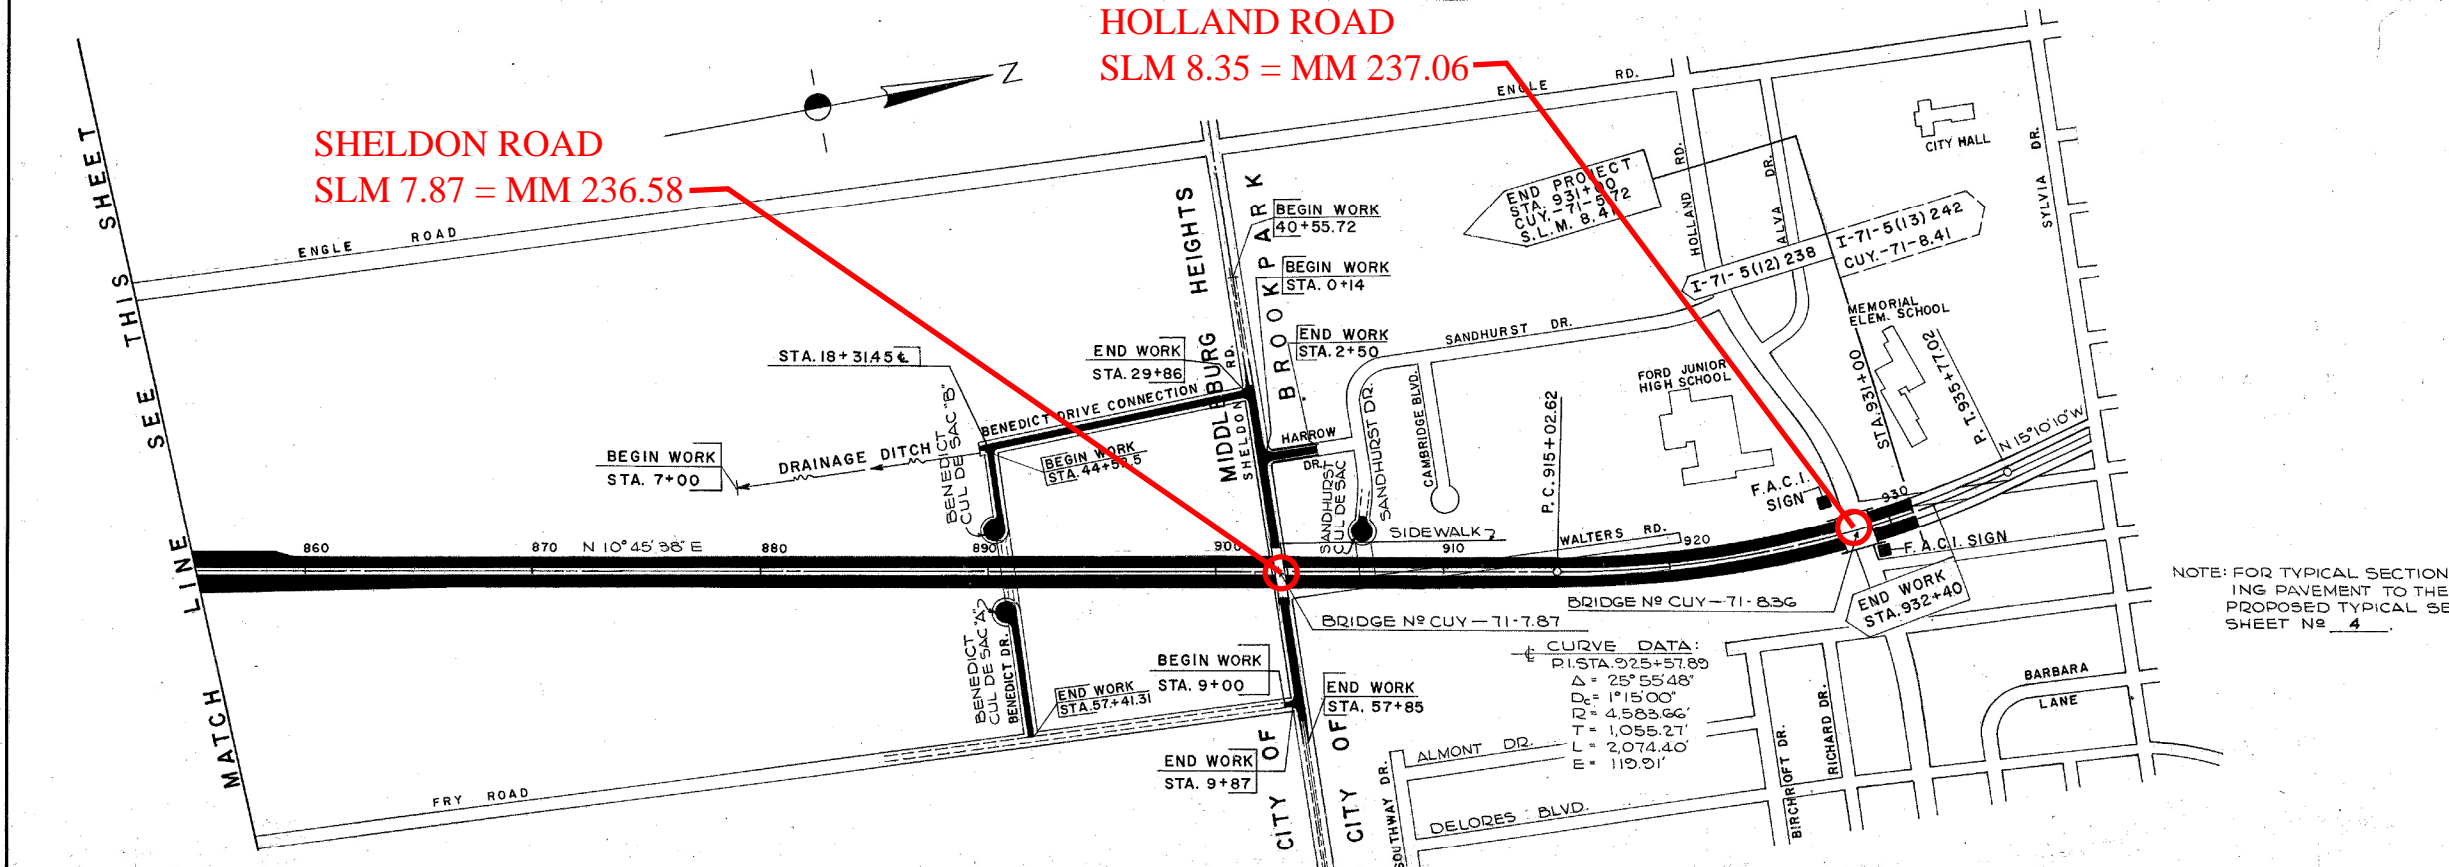 HOLLAND ROAD
SLM 8.35 = MM 237.06
SHELDON ROAD
SLM 7.87 = MM 236.58
MATCH LINE SEE THIS SHEET
Z
ENGLE ROAD
ENGLE RD.
MIDDLEBURG HEIGHTS
BROOKPARK
SHELDON RD.
BEGIN WORK
40+55.72
BEGIN WORK
STA. 0+14
END WORK
STA. 2+50
END WORK
STA. 29+86
STA. 18+31.45 ℄
BENEDICT DRIVE CONNECTION
BEGIN WORK
STA. 7+00
DRAINAGE DITCH
BENEDICT
CUL DE SAC "B"
BEGIN WORK
HARROW
DR.
SANDHURST
CUL DE SAC
SANDHURST DR.
SANDHURST DR.
CAMBRIDGE BLVD.
END PROJECT
STA. 931+00
CUY.-71-5.72
S.L.M. 8.41
HOLLAND RD.
ALVA DR.
CITY HALL
SYLVIA DR.
I-71-5(12) 238
I-71-5(13) 242
CUY.-71-8.41
MEMORIAL
ELEM. SCHOOL
FORD JUNIOR
HIGH SCHOOL
P.C. 915+02.62
STA. 931+00
P.T. 935+77.02
N 15°10'10" W
F.A.C.I.
SIGN
930
F.A.C.I. SIGN
860
870
N 10°45'38" E
880
890
900
SIDEWALK
910
WALTERS RD.
920
BRIDGE Nº CUY-71-8.36
BRIDGE Nº CUY-71-7.87
END WORK
STA. 932+40
NOTE: FOR TYPICAL SECTION
ING PAVEMENT TO THE
PROPOSED TYPICAL SE
SHEET Nº 4.
BENEDICT
CUL DE SAC "A"
BENEDICT DR.
END WORK
STA. 57+41.31
BEGIN WORK
STA. 9+00
END WORK
STA. 57+85
END WORK
STA. 9+87
FRY ROAD
CITY OF
CITY OF
℄ CURVE DATA:
P.I. STA. 925+57.89
Δ = 25°55'48"
Dc = 1°15'00"
R = 4,583.66'
T = 1,055.27'
L = 2,074.40'
E = 119.91'
ALMONT DR.
SOUTHWAY DR.
DELORES BLVD.
BIRCHCROFT DR.
RICHARD DR.
BARBARA
LANE